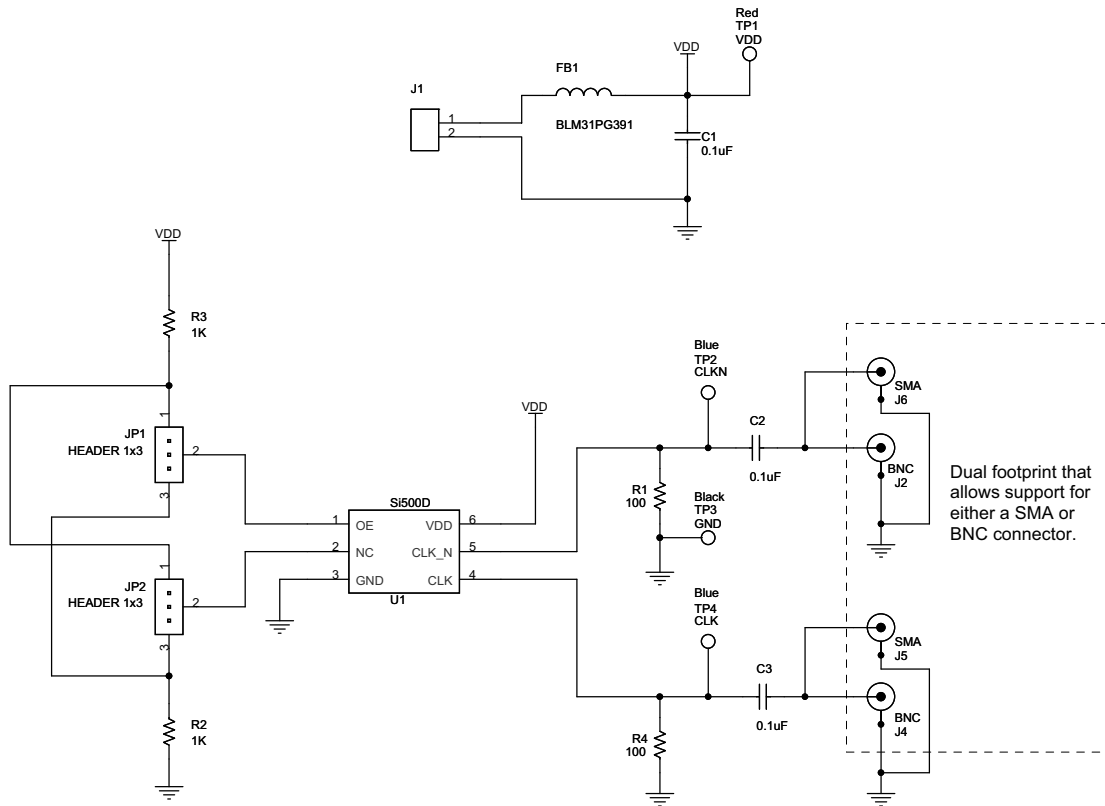 Red
TP1
VDD
VDD
FB1
J1
BLM31PG391
1
2
C1
0.1uF
VDD
R3
1K
1
JP1
HEADER 1x3
2
3
1
JP2
HEADER 1x3
2
3
R2
1K
VDD
Si500D
1 OE VDD 6
2 NC CLK_N 5
3 GND CLK 4
U1
Blue
TP2
CLKN
C2
0.1uF
R1
100
Black
TP3
GND
SMA
J6
BNC
J2
Dual footprint that
allows support for
either a SMA or
BNC connector.
Blue
TP4
CLK
C3
0.1uF
R4
100
SMA
J5
BNC
J4